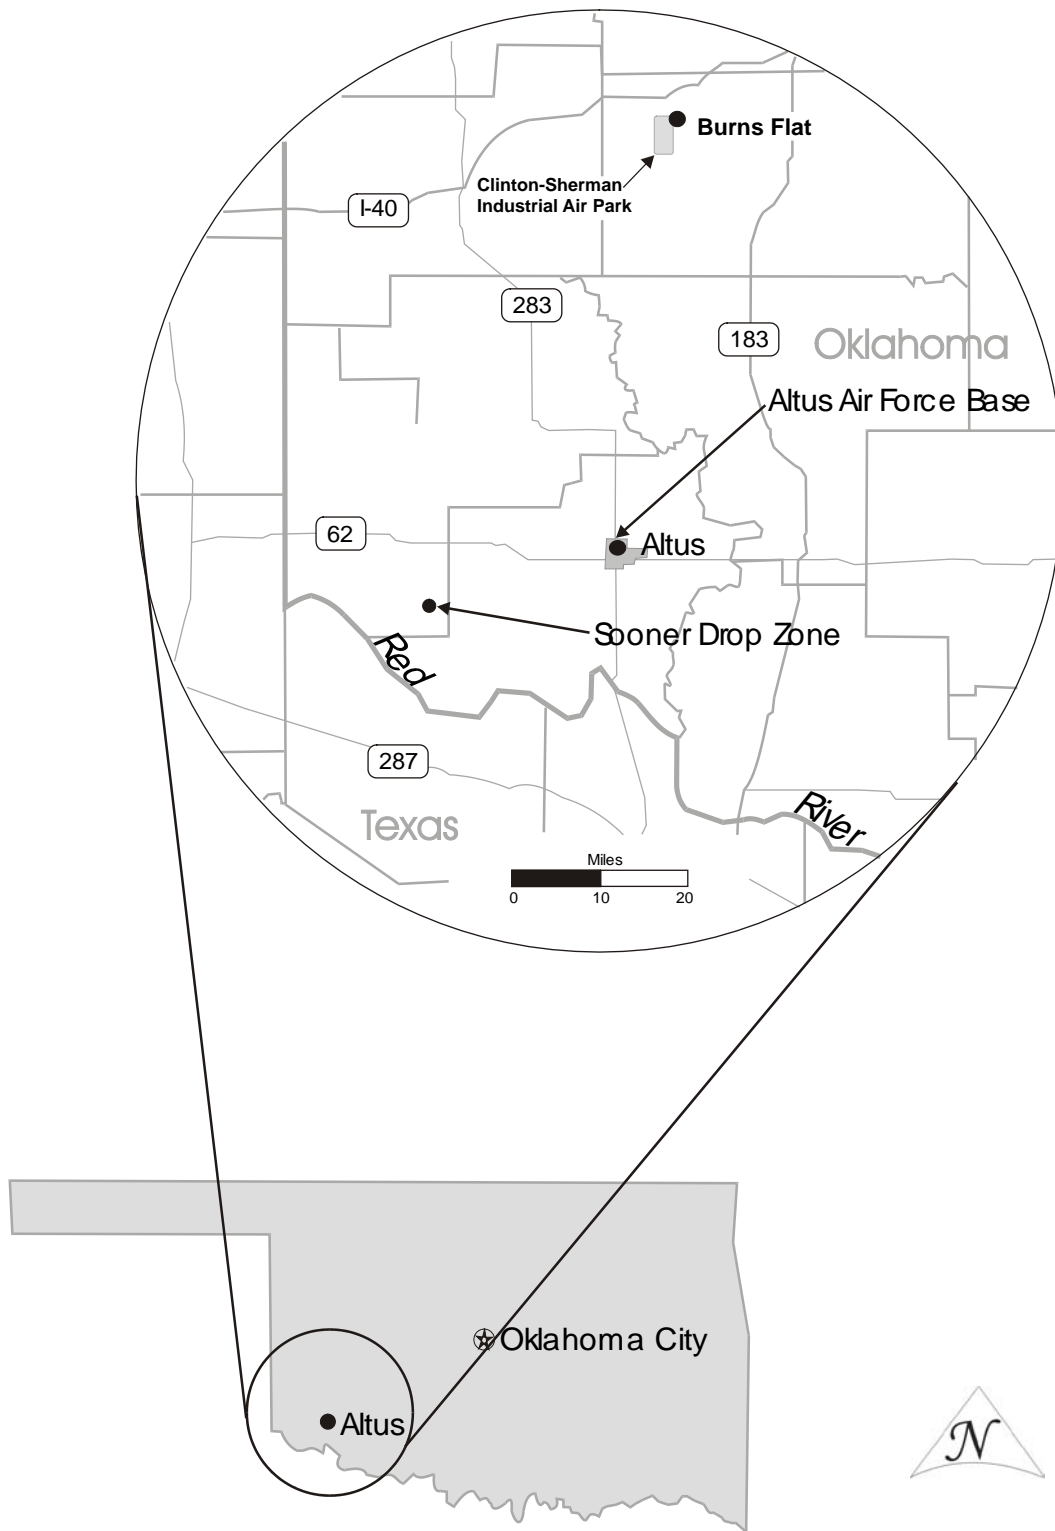 Burns Flat
Clinton-Sherman
Industrial Air Park
I-40
283
183
Oklahoma
Altus Air Force Base
62
Altus
Sooner Drop Zone
Red
287
River
Texas
Miles
0 10 20
Oklahoma City
Altus
N